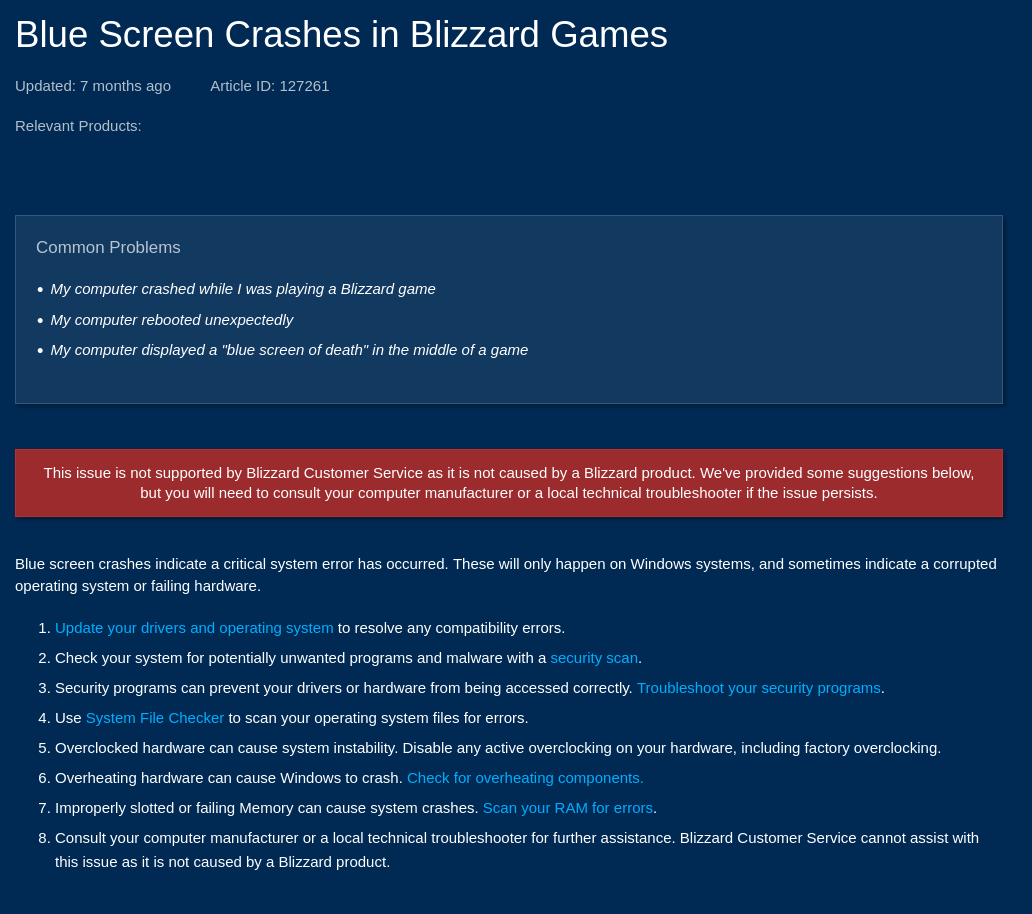 Blue Screen Crashes in Blizzard Games
Updated: 7 months ago Article ID: 127261
Relevant Products:
Common Problems
• My computer crashed while I was playing a Blizzard game
• My computer rebooted unexpectedly
• My computer displayed a "blue screen of death" in the middle of a game
This issue is not supported by Blizzard Customer Service as it is not caused by a Blizzard product. We've provided some suggestions below,
but you will need to consult your computer manufacturer or a local technical troubleshooter if the issue persists.
Blue screen crashes indicate a critical system error has occurred. These will only happen on Windows systems, and sometimes indicate a corrupted
operating system or failing hardware.
1. Update your drivers and operating system to resolve any compatibility errors.
2. Check your system for potentially unwanted programs and malware with a security scan.
3. Security programs can prevent your drivers or hardware from being accessed correctly. Troubleshoot your security programs.
4. Use System File Checker to scan your operating system files for errors.
5. Overclocked hardware can cause system instability. Disable any active overclocking on your hardware, including factory overclocking.
6. Overheating hardware can cause Windows to crash. Check for overheating components.
7. Improperly slotted or failing Memory can cause system crashes. Scan your RAM for errors.
8. Consult your computer manufacturer or a local technical troubleshooter for further assistance. Blizzard Customer Service cannot assist with
this issue as it is not caused by a Blizzard product.